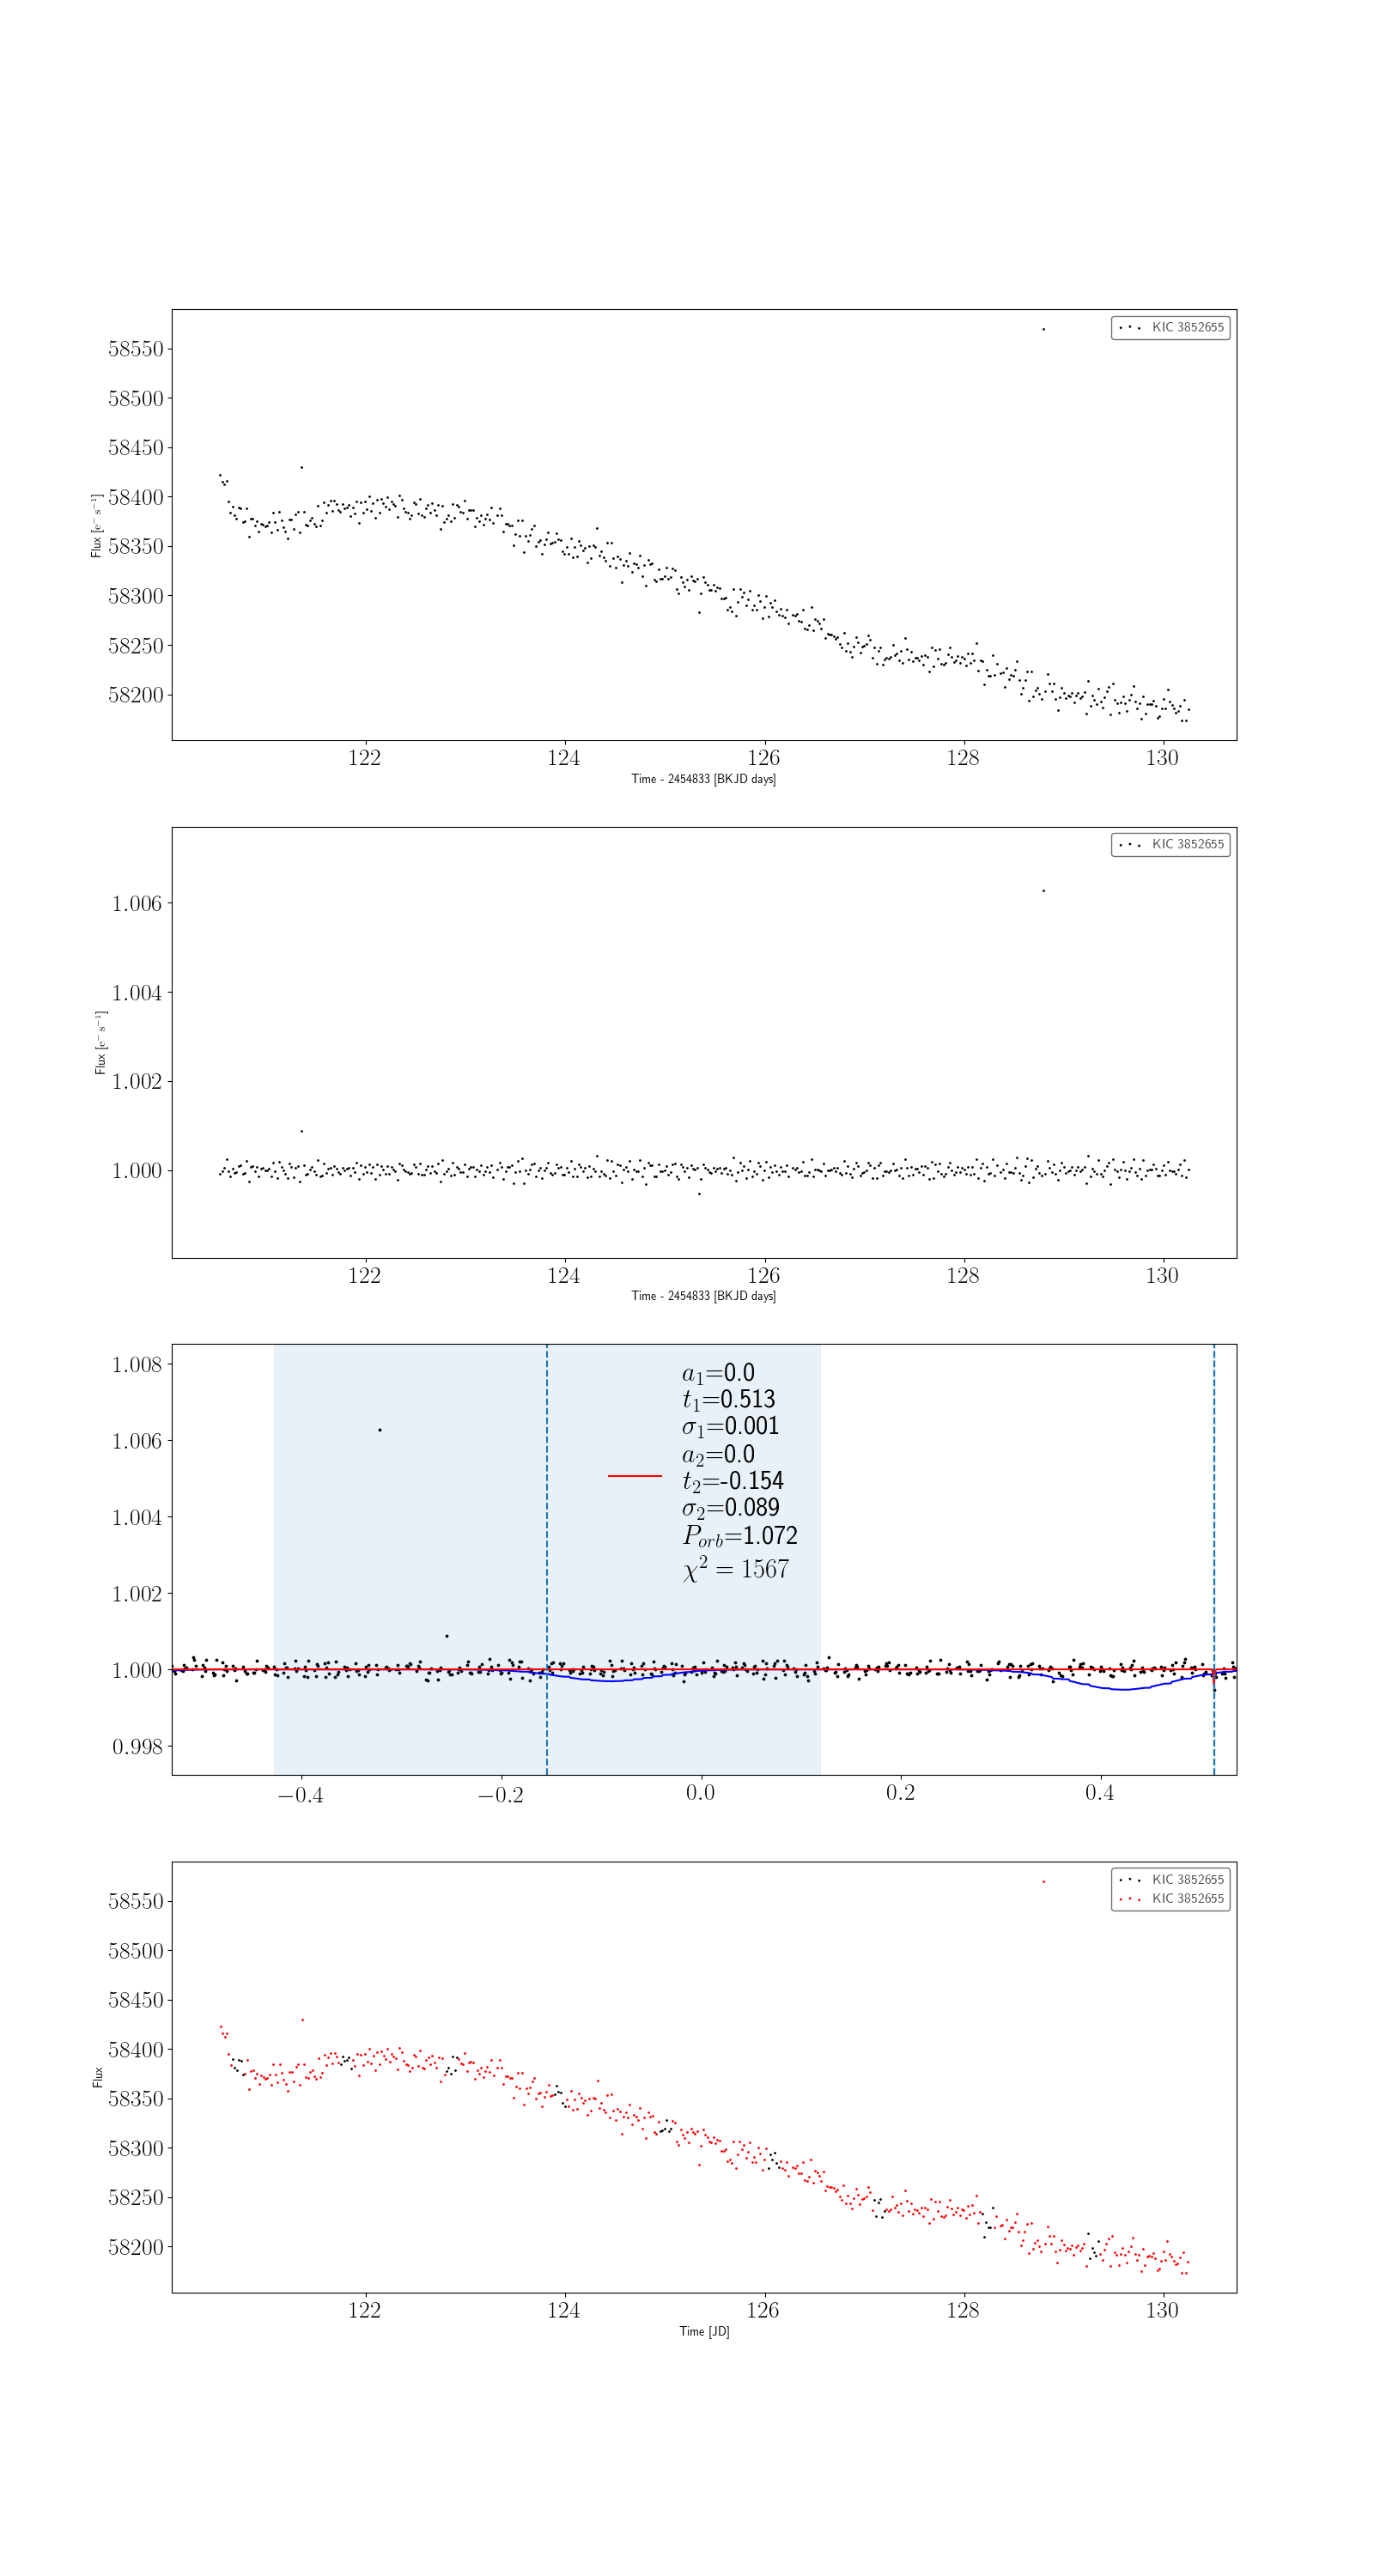 KIC 3852655
58550
58500
58450
58400
58350
58300
58250
58200
Flux [e⁻ s⁻¹]
122 124 126 128 130
Time - 2454833 [BKJD days]
KIC 3852655
1.006
1.004
1.002
1.000
Flux [e⁻ s⁻¹]
122 124 126 128 130
Time - 2454833 [BKJD days]
1.008
1.006
1.004
1.002
1.000
0.998
a₁=0.0
t₁=0.513
σ₁=0.001
a₂=0.0
t₂=-0.154
σ₂=0.089
P_orb=1.072
χ² = 1567
−0.4 −0.2 0.0 0.2 0.4
KIC 3852655
KIC 3852655
58550
58500
58450
58400
58350
58300
58250
58200
Flux
122 124 126 128 130
Time [JD]